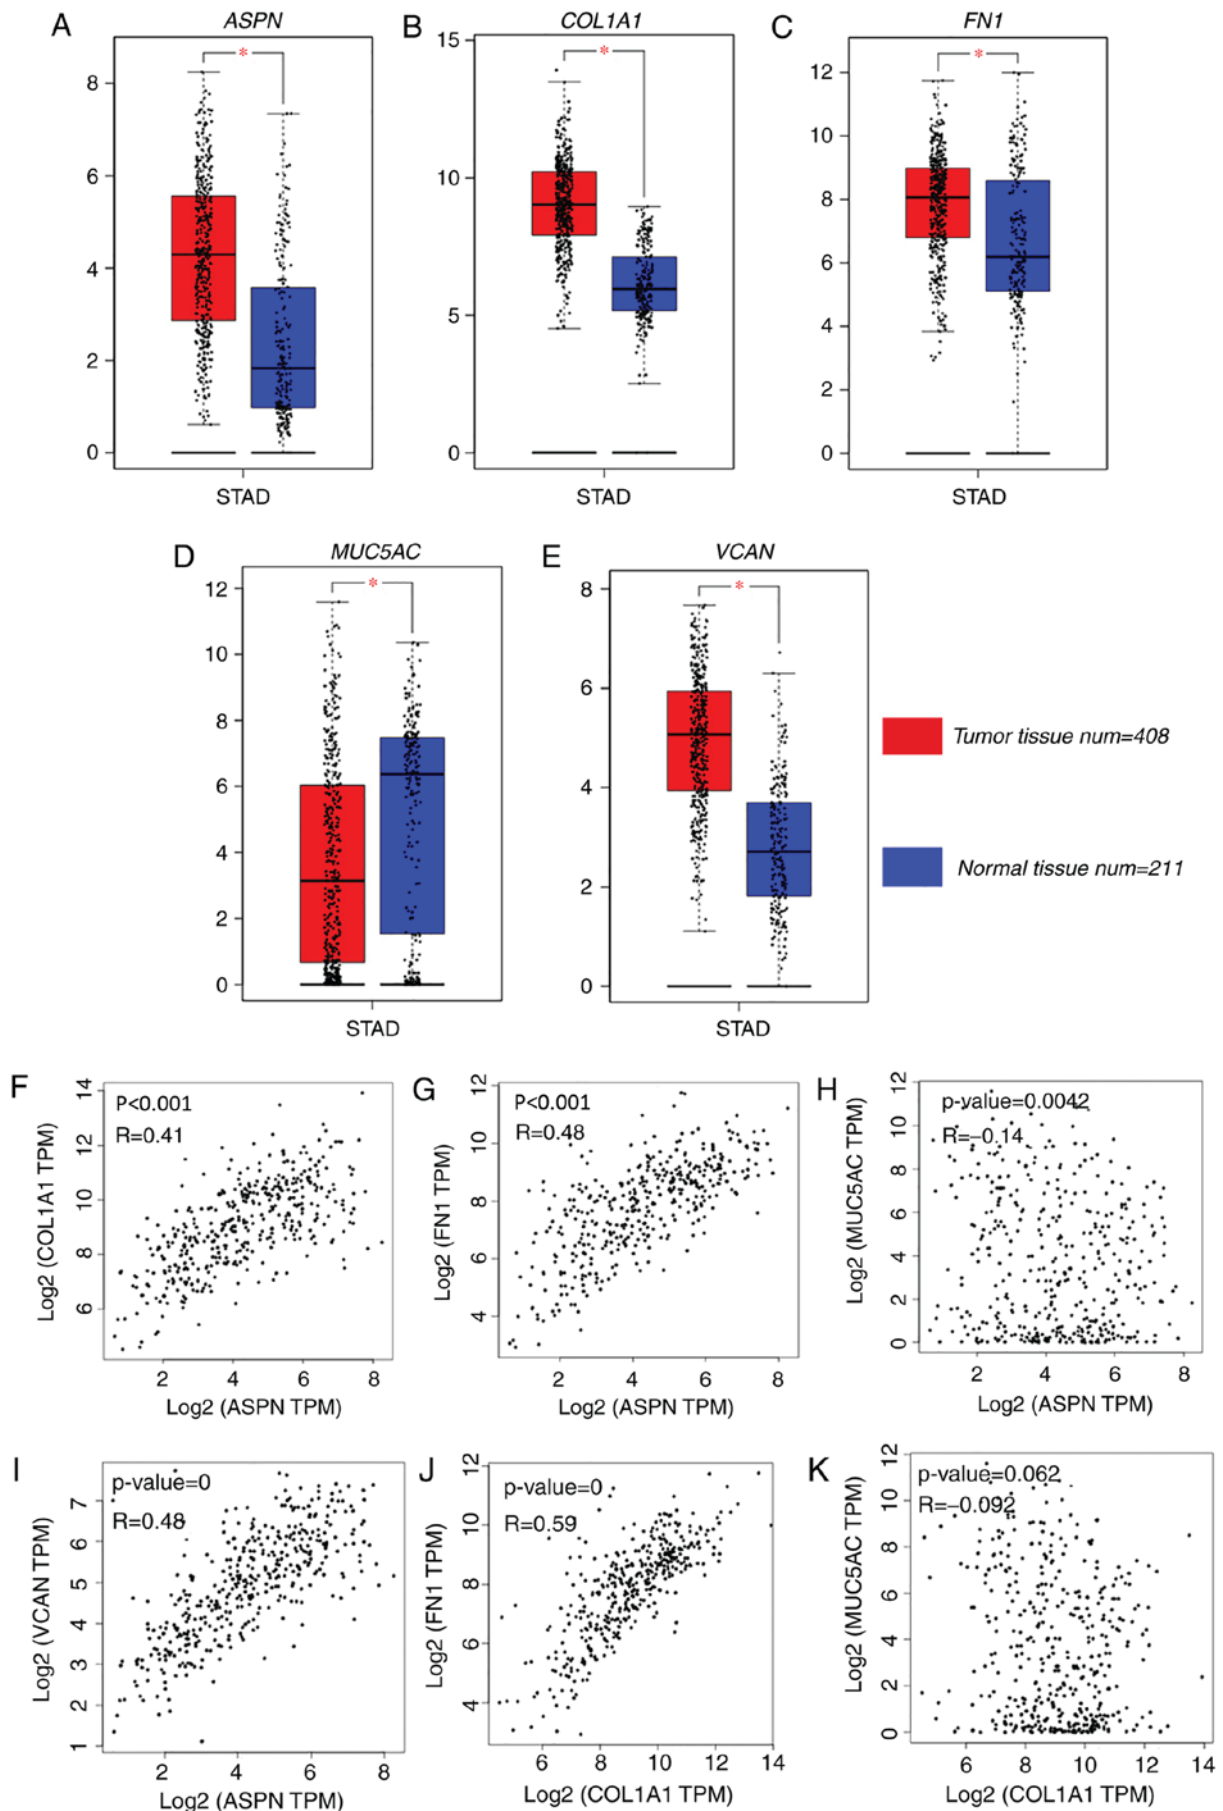 A
ASPN
*
8
6
4
2
0
STAD
B
COL1A1
*
15
10
5
0
STAD
C
FN1
*
12
10
8
6
4
2
0
STAD
D
MUC5AC
*
12
10
8
6
4
2
0
STAD
E
VCAN
*
8
6
4
2
0
STAD
Tumor tissue num=408
Normal tissue num=211
F
P<0.001
R=0.41
Log2 (COL1A1 TPM)
14
12
10
8
6
2 4 6 8
Log2 (ASPN TPM)
G
P<0.001
R=0.48
Log2 (FN1 TPM)
12
10
8
6
4
2 4 6 8
Log2 (ASPN TPM)
H
p-value=0.0042
R=−0.14
Log2 (MUC5AC TPM)
12
10
8
6
4
2
0
2 4 6 8
Log2 (ASPN TPM)
I
p-value=0
R=0.48
Log2 (VCAN TPM)
7
6
5
4
3
2
1
2 4 6 8
Log2 (ASPN TPM)
J
p-value=0
R=0.59
Log2 (FN1 TPM)
12
10
8
6
4
6 8 10 12 14
Log2 (COL1A1 TPM)
K
p-value=0.062
R=−0.092
Log2 (MUC5AC TPM)
12
10
8
6
4
2
0
6 8 10 12 14
Log2 (COL1A1 TPM)